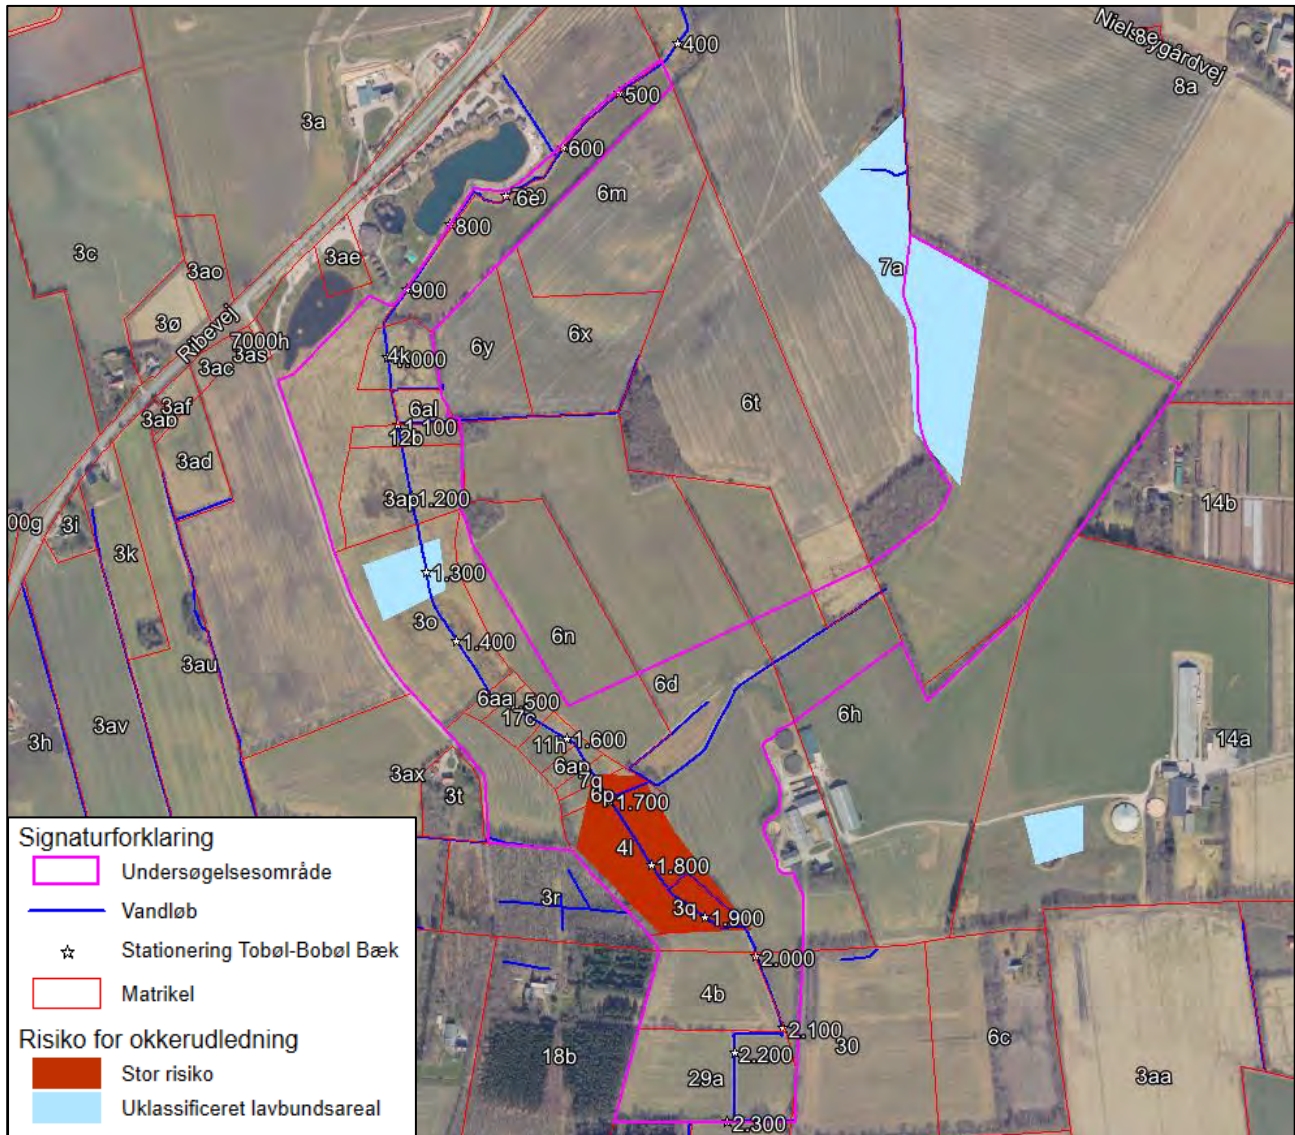 400
Nielsbygårdvej
8e
8a
500
3a
600
6e
6m
800
3c
3ao
3ae
7a
900
3ø
Ribevej
7000h
3as
3ac
4k
1.000
6y
6x
6t
3af
3ab
6al
1.100
12b
3ad
3ap
1.200
14b
00g
3i
3k
1.300
3o
1.400
6n
3au
6d
6aa
1.500
17c
6h
3av
3h
11h
1.600
14a
6an
7q
3ax
3t
6p
1.700
4l
1.800
3r
3q
1.900
2.000
4b
2.100
30
6c
18b
2.200
29a
3aa
2.300
Signaturforklaring
Undersøgelsesområde
Vandløb
Stationering Tobøl-Bobøl Bæk
Matrikel
Risiko for okkerudledning
Stor risiko
Uklassificeret lavbundsareal